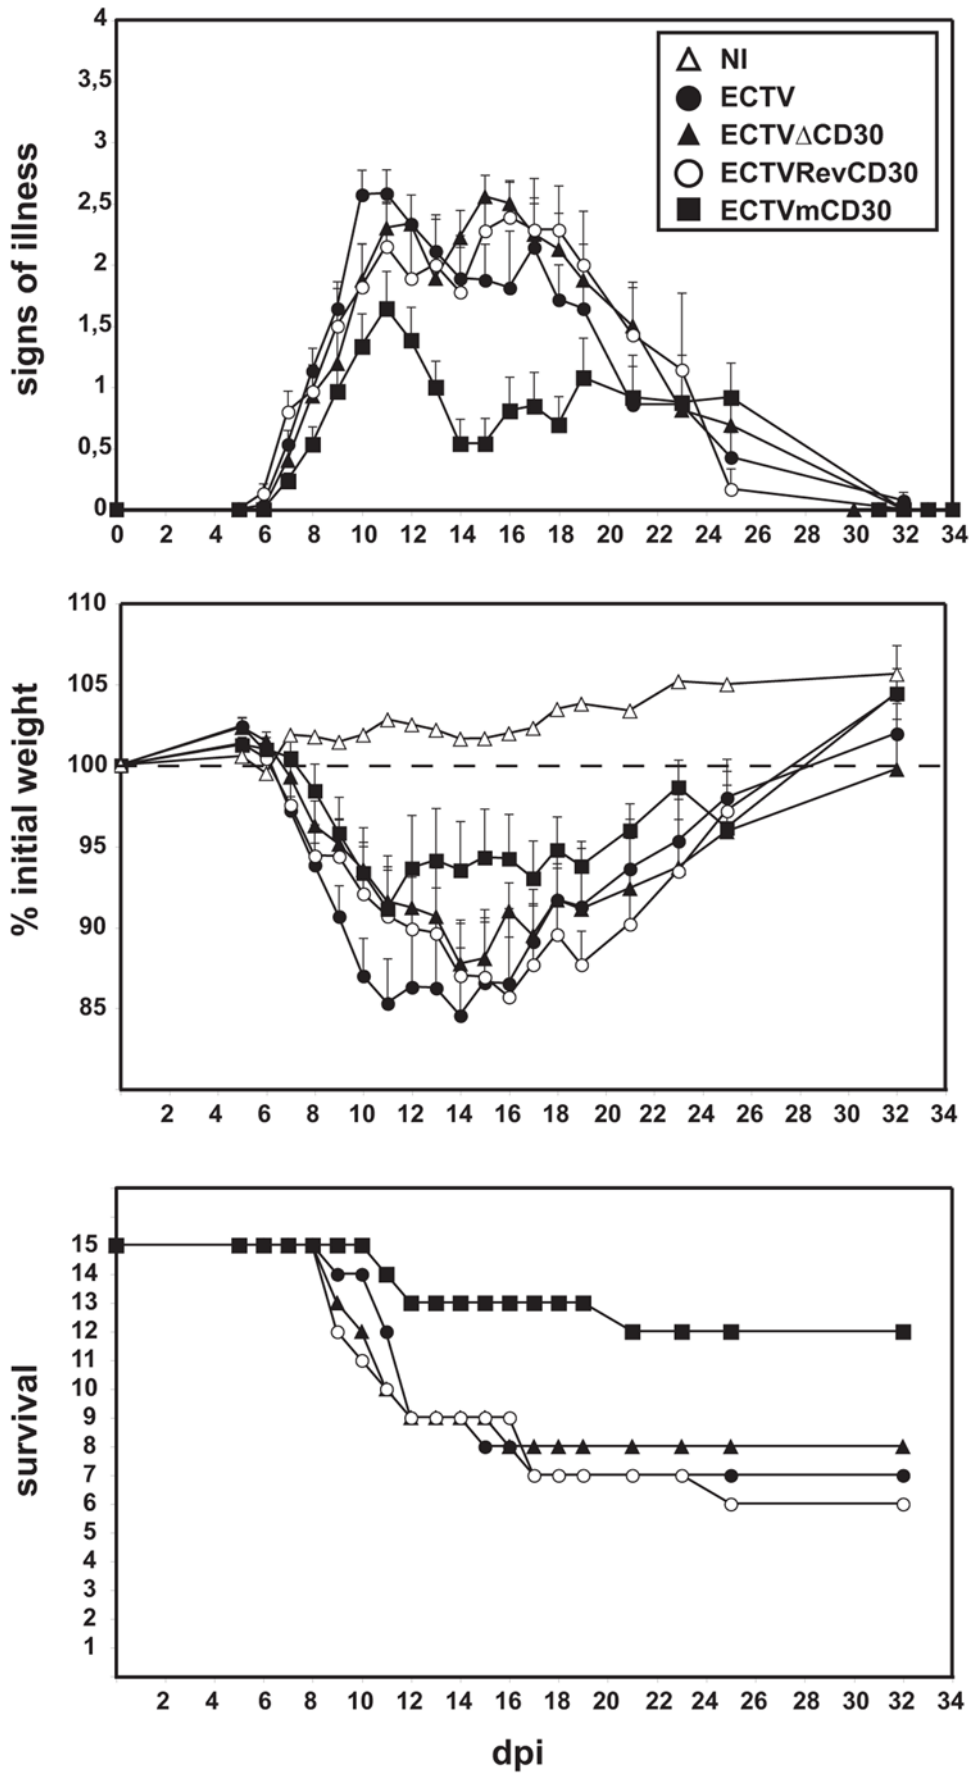 4
3,5
3
2,5
2
1,5
1
0,5
0
signs of illness
NI
ECTV
ECTVΔCD30
ECTVRevCD30
ECTVmCD30
0 2 4 6 8 10 12 14 16 18 20 22 24 26 28 30 32 34
110
105
100
95
90
85
% initial weight
2 4 6 8 10 12 14 16 18 20 22 24 26 28 30 32 34
15
14
13
12
11
10
9
8
7
6
5
4
3
2
1
survival
2 4 6 8 10 12 14 16 18 20 22 24 26 28 30 32 34
dpi